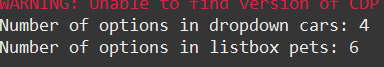 WARNING: Unable to find version of CDP
Number of options in dropdown cars: 4
Number of options in listbox pets: 6